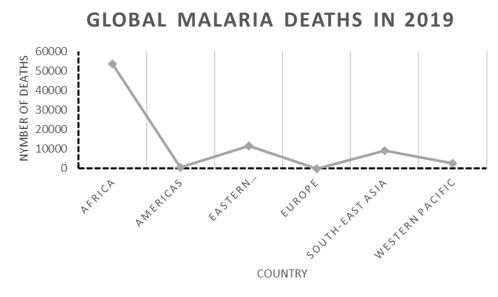 GLOBAL MALARIA DEATHS IN 2019
NYMBER OF DEATHS
60000
50000
40000
30000
20000
10000
0
AFRICA
AMERICAS
EASTERN…
EUROPE
SOUTH-EAST ASIA
WESTERN PACIFIC
COUNTRY